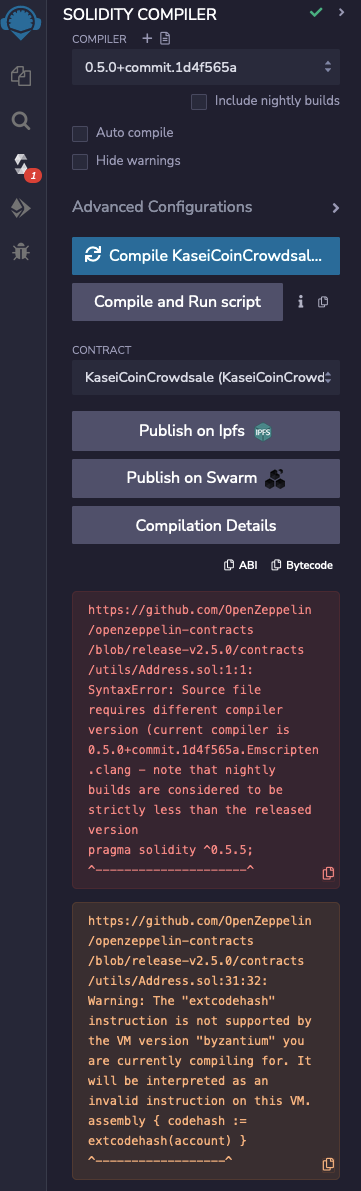 SOLIDITY COMPILER
COMPILER
0.5.0+commit.1d4f565a
Include nightly builds
Auto compile
Hide warnings
1
Advanced Configurations
Compile KaseiCoinCrowdsal...
Compile and Run script
CONTRACT
KaseiCoinCrowdsale (KaseiCoinCrowd
Publish on Ipfs IPFS
Publish on Swarm
Compilation Details
ABI Bytecode
https://github.com/OpenZeppelin
/openzeppelin-contracts
/blob/release-v2.5.0/contracts
/utils/Address.sol:1:1:
SyntaxError: Source file
requires different compiler
version (current compiler is
0.5.0+commit.1d4f565a.Emscripten
.clang - note that nightly
builds are considered to be
strictly less than the released
version
pragma solidity ^0.5.5;
^---------------------^
https://github.com/OpenZeppelin
/openzeppelin-contracts
/blob/release-v2.5.0/contracts
/utils/Address.sol:31:32:
Warning: The "extcodehash"
instruction is not supported by
the VM version "byzantium" you
are currently compiling for. It
will be interpreted as an
invalid instruction on this VM.
assembly { codehash :=
extcodehash(account) }
^------------------^